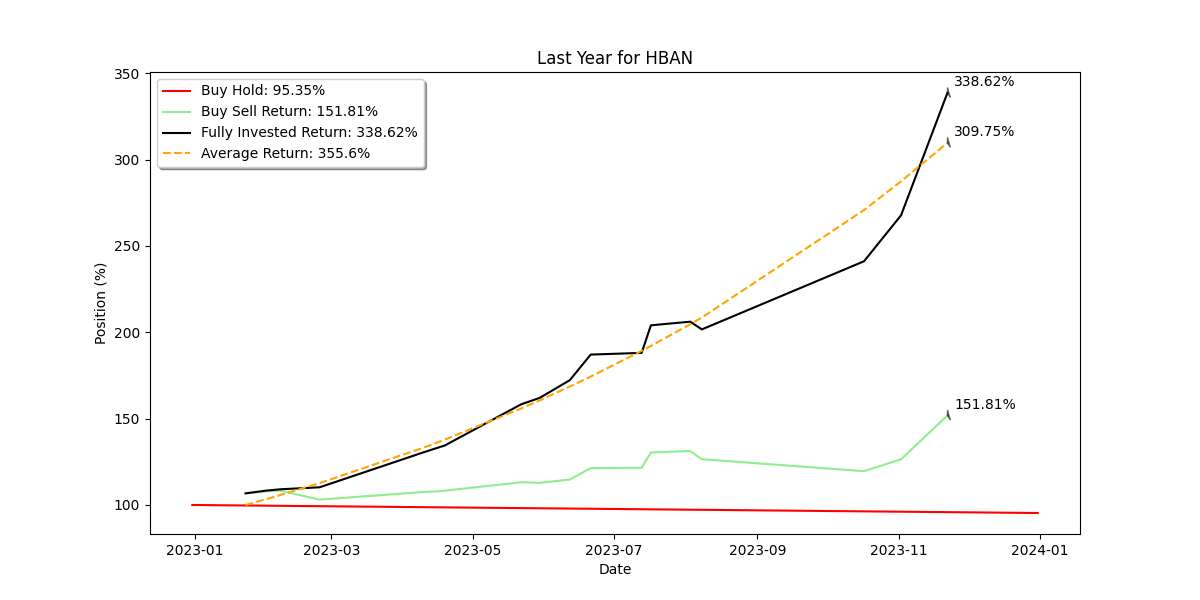 Last Year for HBAN
350
300
250
200
150
100
Position (%)
Buy Hold: 95.35%
Buy Sell Return: 151.81%
Fully Invested Return: 338.62%
Average Return: 355.6%
338.62%
309.75%
151.81%
2023-01
2023-03
2023-05
2023-07
2023-09
2023-11
2024-01
Date